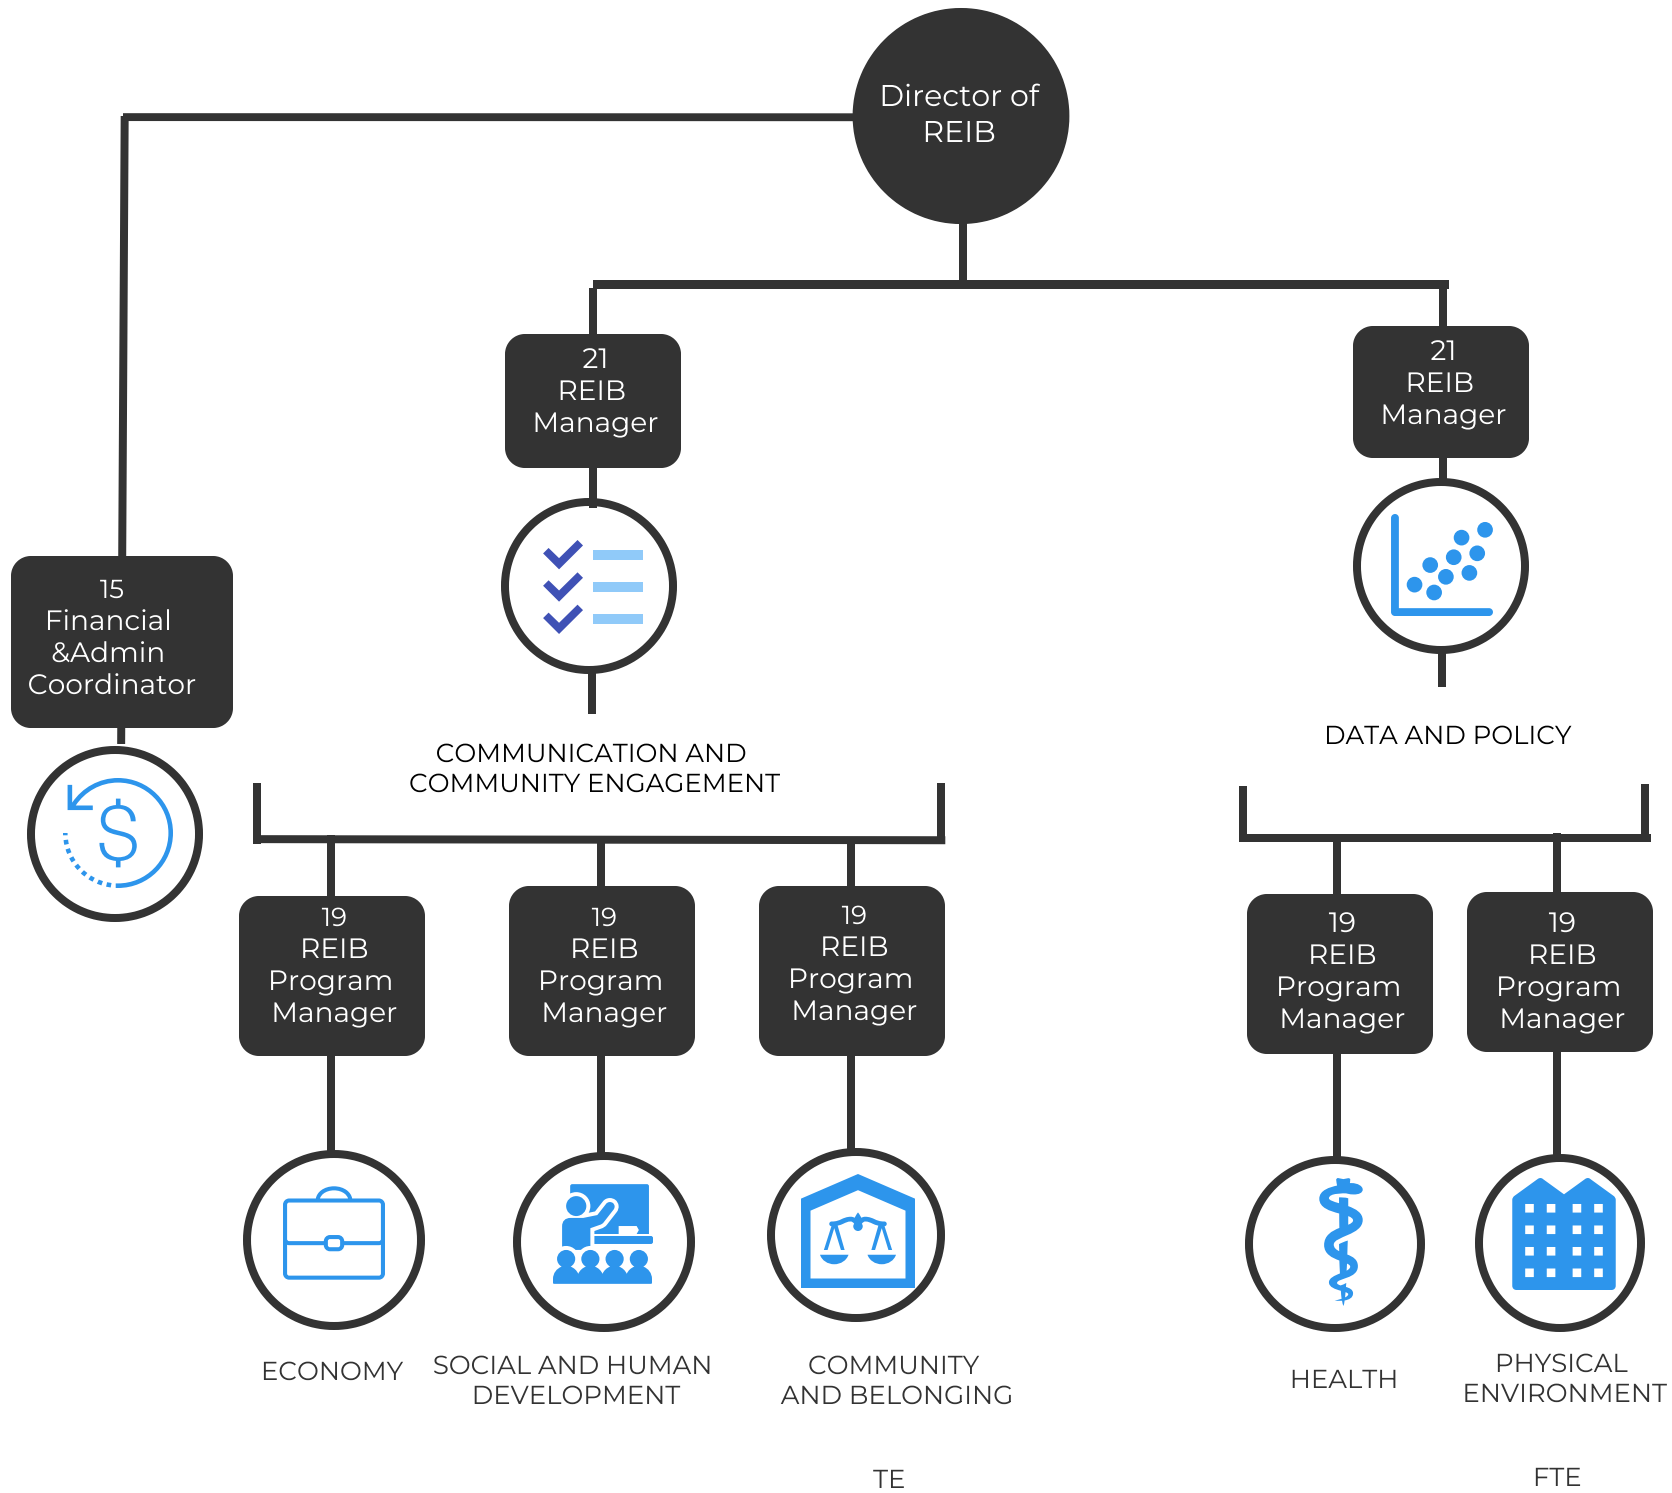 Director of
REIB
21
REIB
Manager
21
REIB
Manager
15
Financial
&Admin
Coordinator
COMMUNICATION AND
COMMUNITY ENGAGEMENT
DATA AND POLICY
$
19
REIB
Program
Manager
19
REIB
Program
Manager
19
REIB
Program
Manager
19
REIB
Program
Manager
19
REIB
Program
Manager
ECONOMY
SOCIAL AND HUMAN
DEVELOPMENT
COMMUNITY
AND BELONGING
HEALTH
PHYSICAL
ENVIRONMENT
TE
FTE